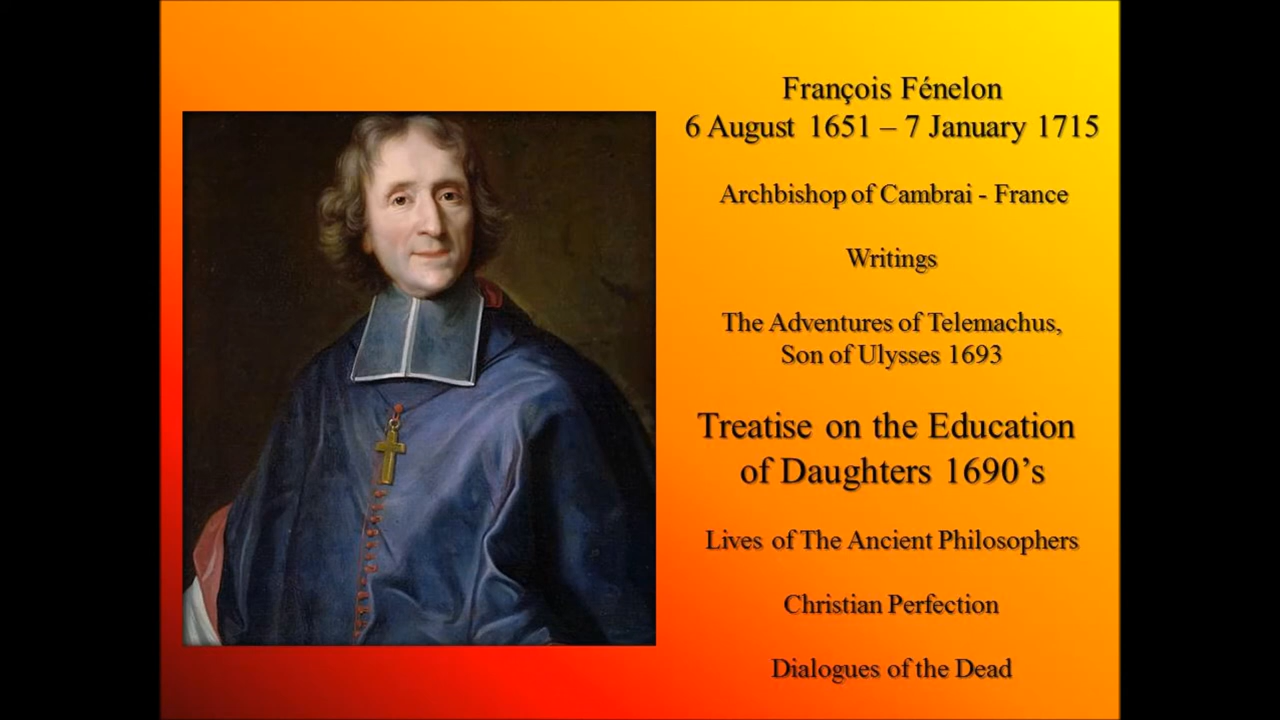 François Fénelon
6 August 1651 – 7 January 1715
Archbishop of Cambrai - France
Writings
The Adventures of Telemachus,
Son of Ulysses 1693
Treatise on the Education
of Daughters 1690’s
Lives of The Ancient Philosophers
Christian Perfection
Dialogues of the Dead